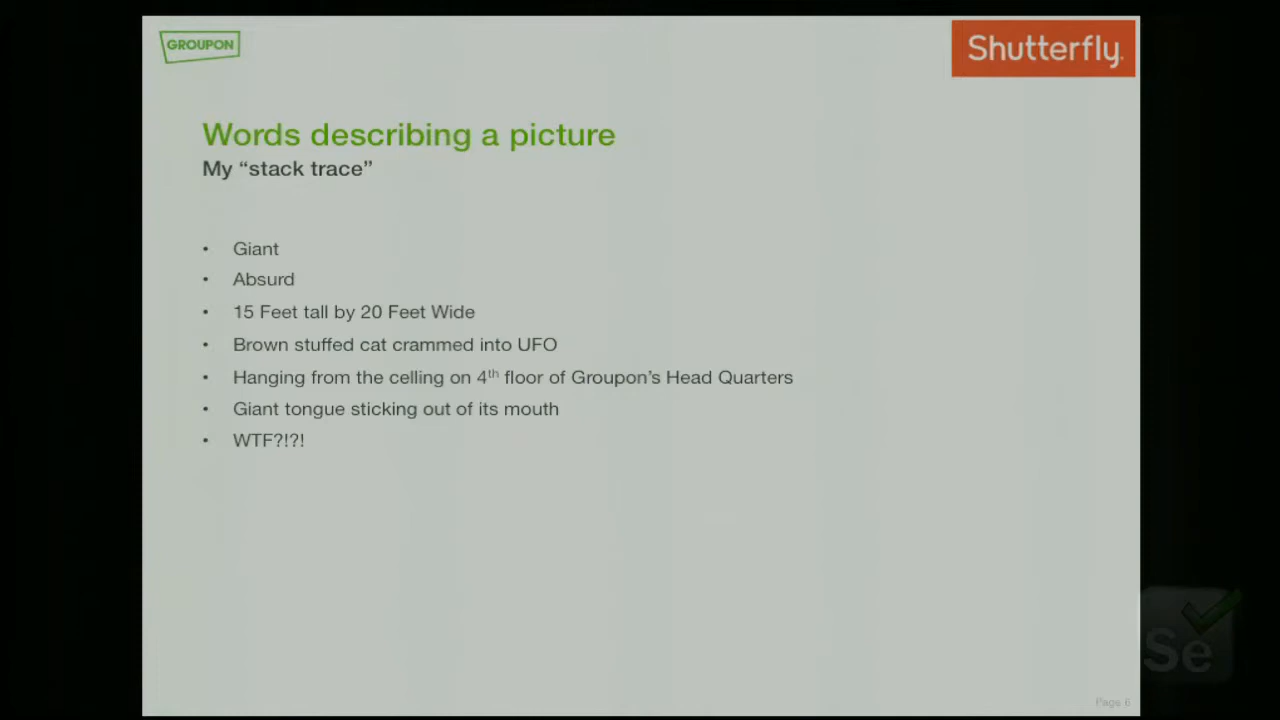 GROUPON
Shutterfly.
Words describing a picture
My “stack trace”
• Giant
• Absurd
• 15 Feet tall by 20 Feet Wide
• Brown stuffed cat crammed into UFO
• Hanging from the celling on 4th floor of Groupon’s Head Quarters
• Giant tongue sticking out of its mouth
• WTF?!?!
Se
Page 6